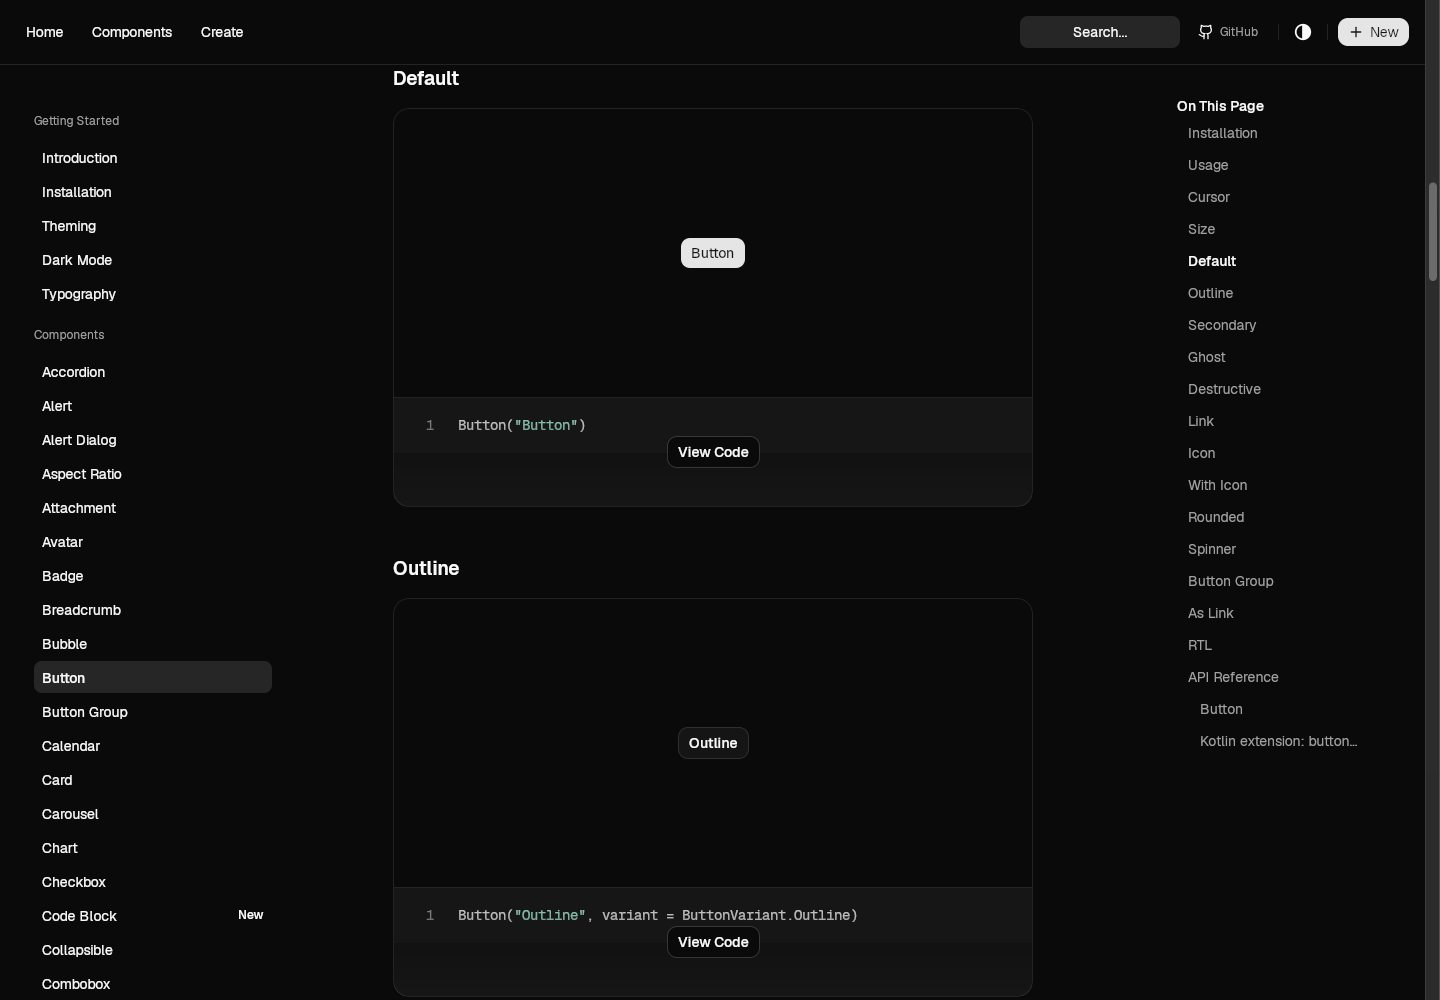 Home
Components
Create
Search...
GitHub
New
Getting Started
Introduction
Installation
Theming
Dark Mode
Typography
Components
Accordion
Alert
Alert Dialog
Aspect Ratio
Attachment
Avatar
Badge
Breadcrumb
Bubble
Button
Button Group
Calendar
Card
Carousel
Chart
Checkbox
Code Block New
Collapsible
Combobox
Default
Button
1 Button("Button")
View Code
Outline
Outline
1 Button("Outline", variant = ButtonVariant.Outline)
View Code
On This Page
Installation
Usage
Cursor
Size
Default
Outline
Secondary
Ghost
Destructive
Link
Icon
With Icon
Rounded
Spinner
Button Group
As Link
RTL
API Reference
Button
Kotlin extension: button...